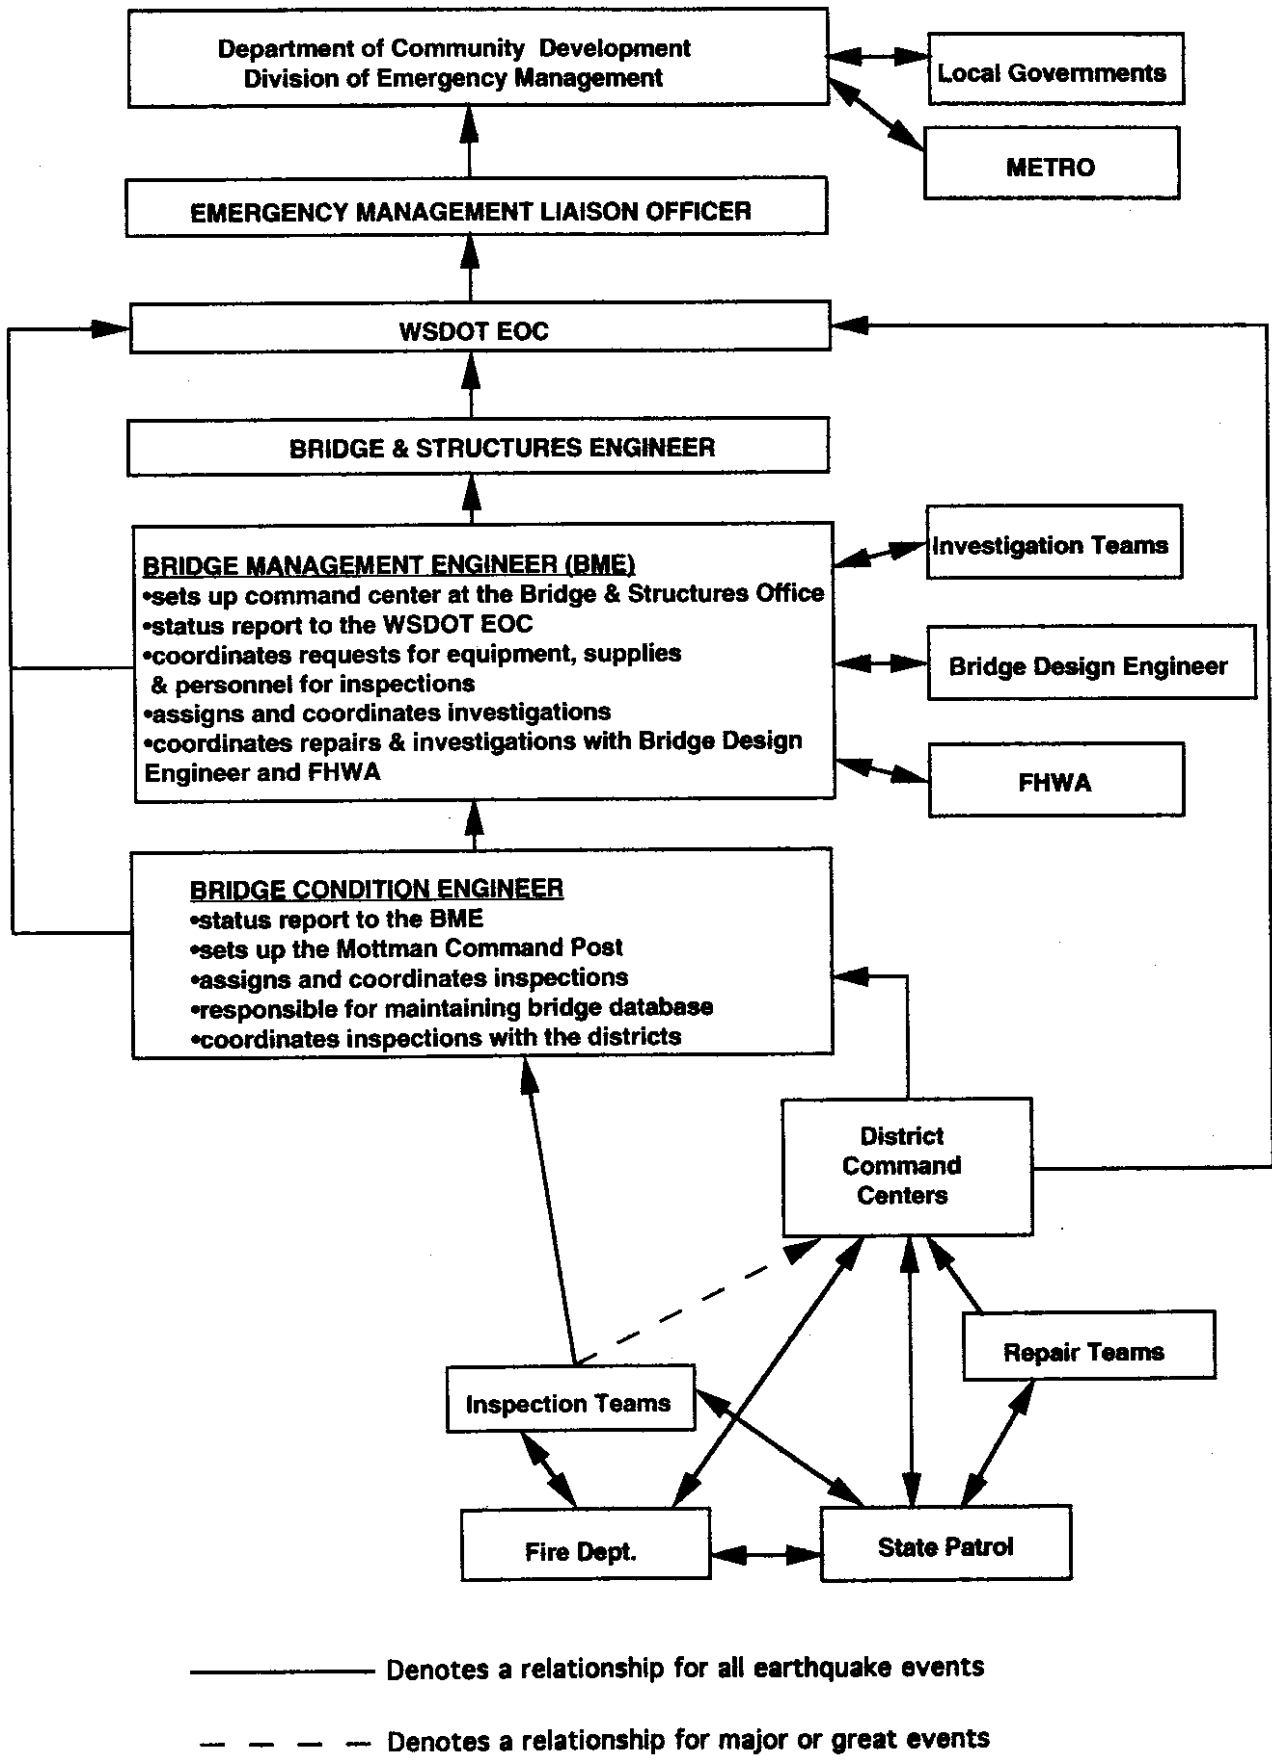 Department of Community Development
Division of Emergency Management
Local Governments
METRO
EMERGENCY MANAGEMENT LIAISON OFFICER
WSDOT EOC
BRIDGE & STRUCTURES ENGINEER
BRIDGE MANAGEMENT ENGINEER (BME)
•sets up command center at the Bridge & Structures Office
•status report to the WSDOT EOC
•coordinates requests for equipment, supplies
& personnel for inspections
•assigns and coordinates investigations
•coordinates repairs & investigations with Bridge Design
Engineer and FHWA
Investigation Teams
Bridge Design Engineer
FHWA
BRIDGE CONDITION ENGINEER
•status report to the BME
•sets up the Mottman Command Post
•assigns and coordinates inspections
•responsible for maintaining bridge database
•coordinates inspections with the districts
District
Command
Centers
Repair Teams
Inspection Teams
Fire Dept.
State Patrol
Denotes a relationship for all earthquake events
Denotes a relationship for major or great events